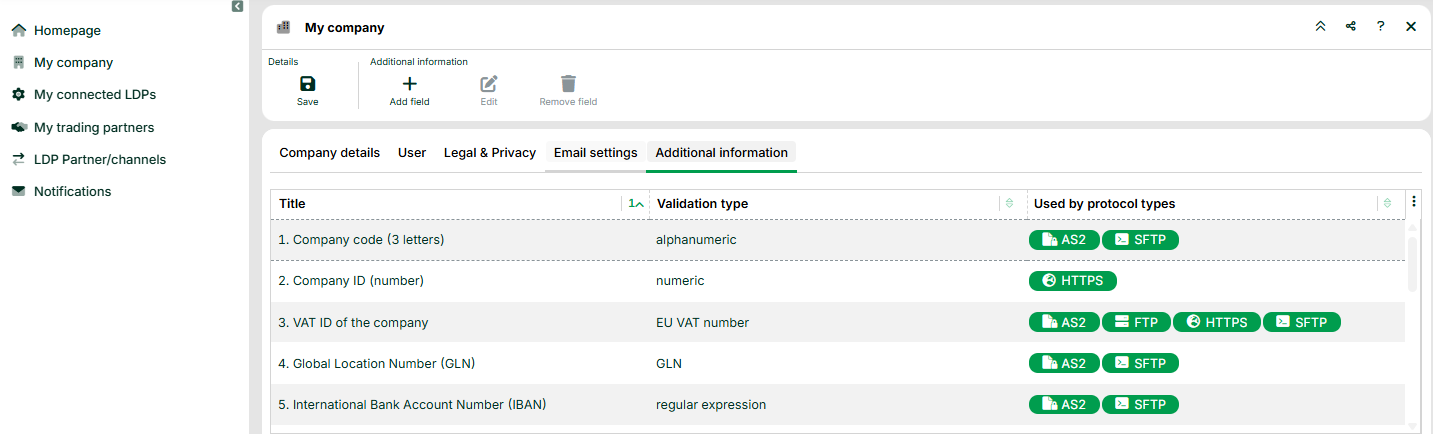 Homepage
My company
My connected LDPs
My trading partners
LDP Partner/channels
Notifications
My company
?
Details
Additional information
Save
Add field
Edit
Remove field
Company details User Legal & Privacy Email settings Additional information
Title 1 Validation type Used by protocol types
1. Company code (3 letters) alphanumeric AS2 SFTP
2. Company ID (number) numeric HTTPS
3. VAT ID of the company EU VAT number AS2 FTP HTTPS SFTP
4. Global Location Number (GLN) GLN AS2 SFTP
5. International Bank Account Number (IBAN) regular expression AS2 SFTP